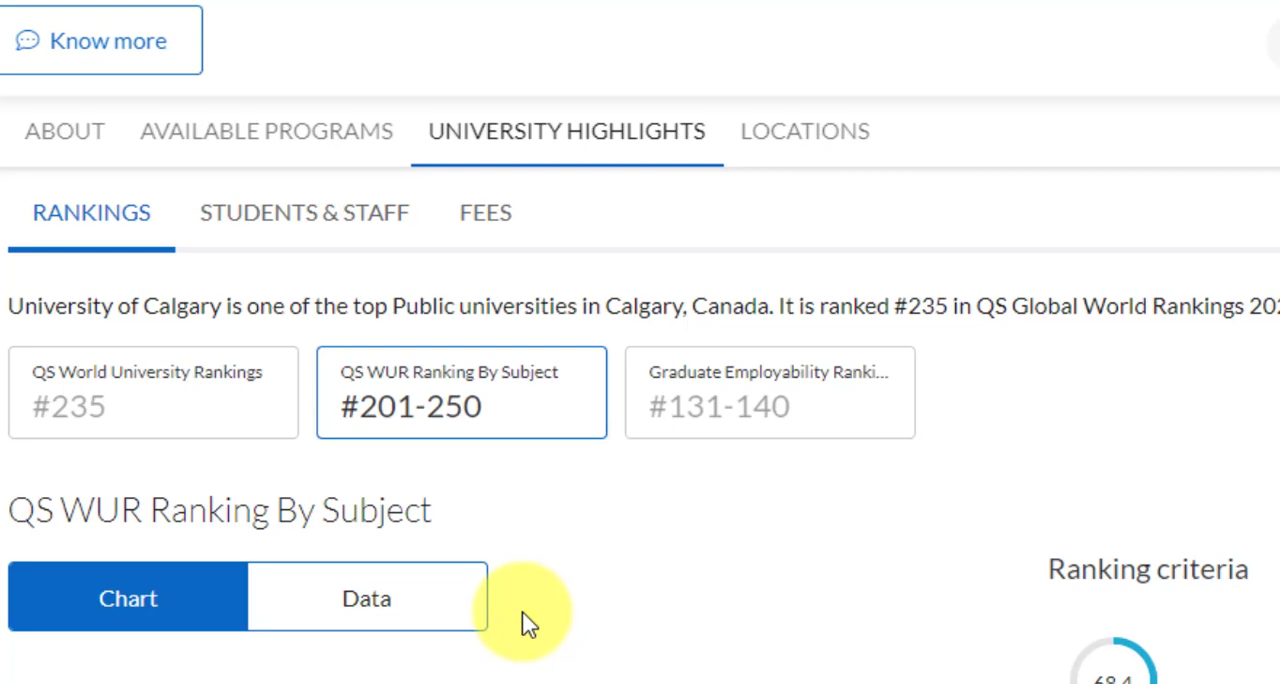 Know more
ABOUT AVAILABLE PROGRAMS UNIVERSITY HIGHLIGHTS LOCATIONS
RANKINGS STUDENTS & STAFF FEES
University of Calgary is one of the top Public universities in Calgary, Canada. It is ranked #235 in QS Global World Rankings
QS World University Rankings QS WUR Ranking By Subject Graduate Employability Ranki...
#235 #201-250 #131-140
QS WUR Ranking By Subject
Ranking criteria
Chart Data